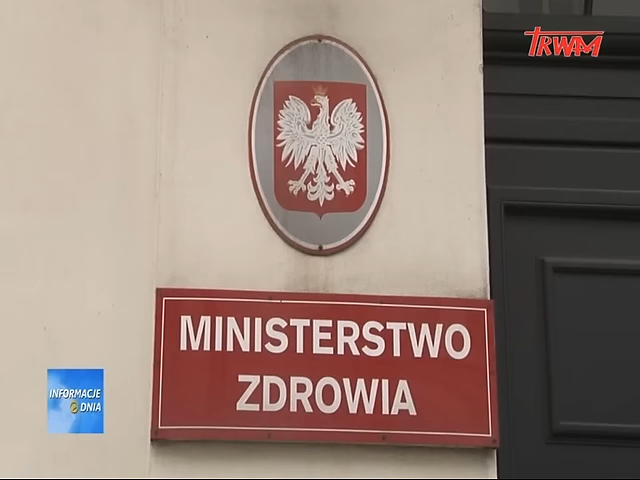 TRWAM
MINISTERSTWO
ZDROWIA
INFORMACJE
DNIA